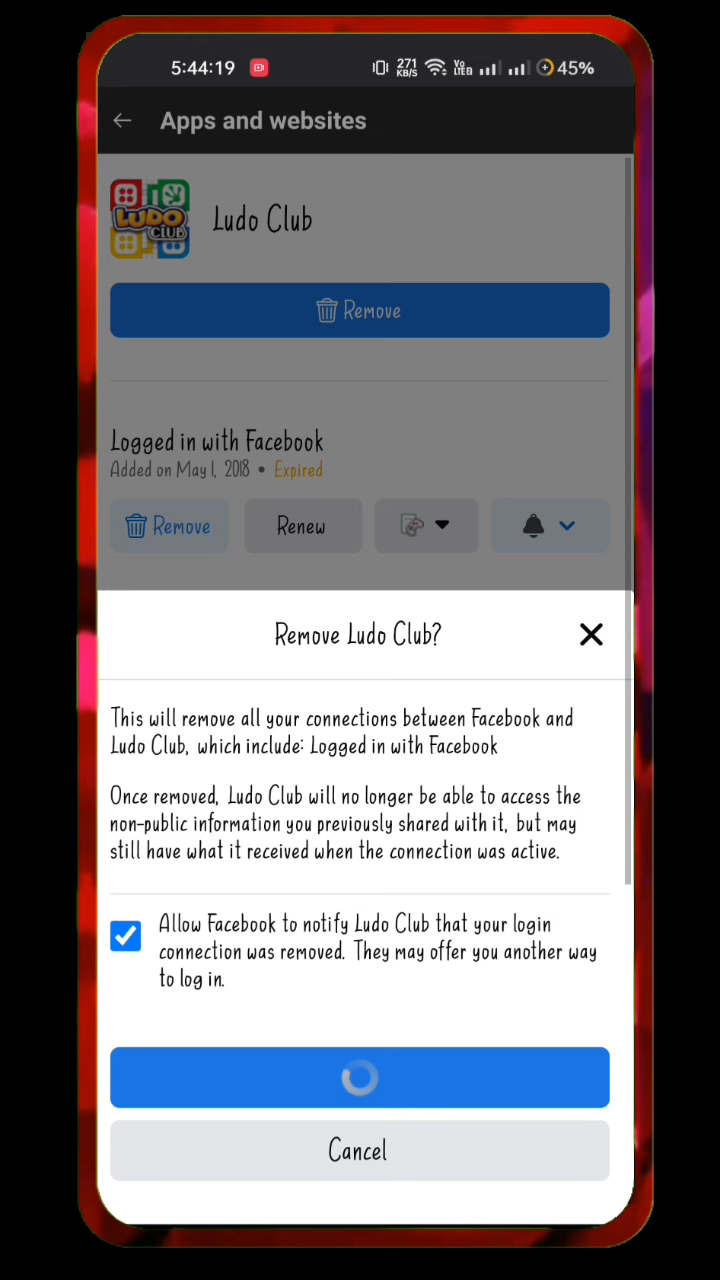 5:44:19 271 KB/S Vo LTE2 45%
Apps and websites
LUDO
CLUB
Ludo Club
Remove
Logged in with Facebook
Added on May 1, 2018 • Expired
Remove Renew
Remove Ludo Club?
This will remove all your connections between Facebook and
Ludo Club, which include: Logged in with Facebook
Once removed, Ludo Club will no longer be able to access the
non-public information you previously shared with it, but may
still have what it received when the connection was active.
Allow Facebook to notify Ludo Club that your login
connection was removed. They may offer you another way
to log in.
Cancel